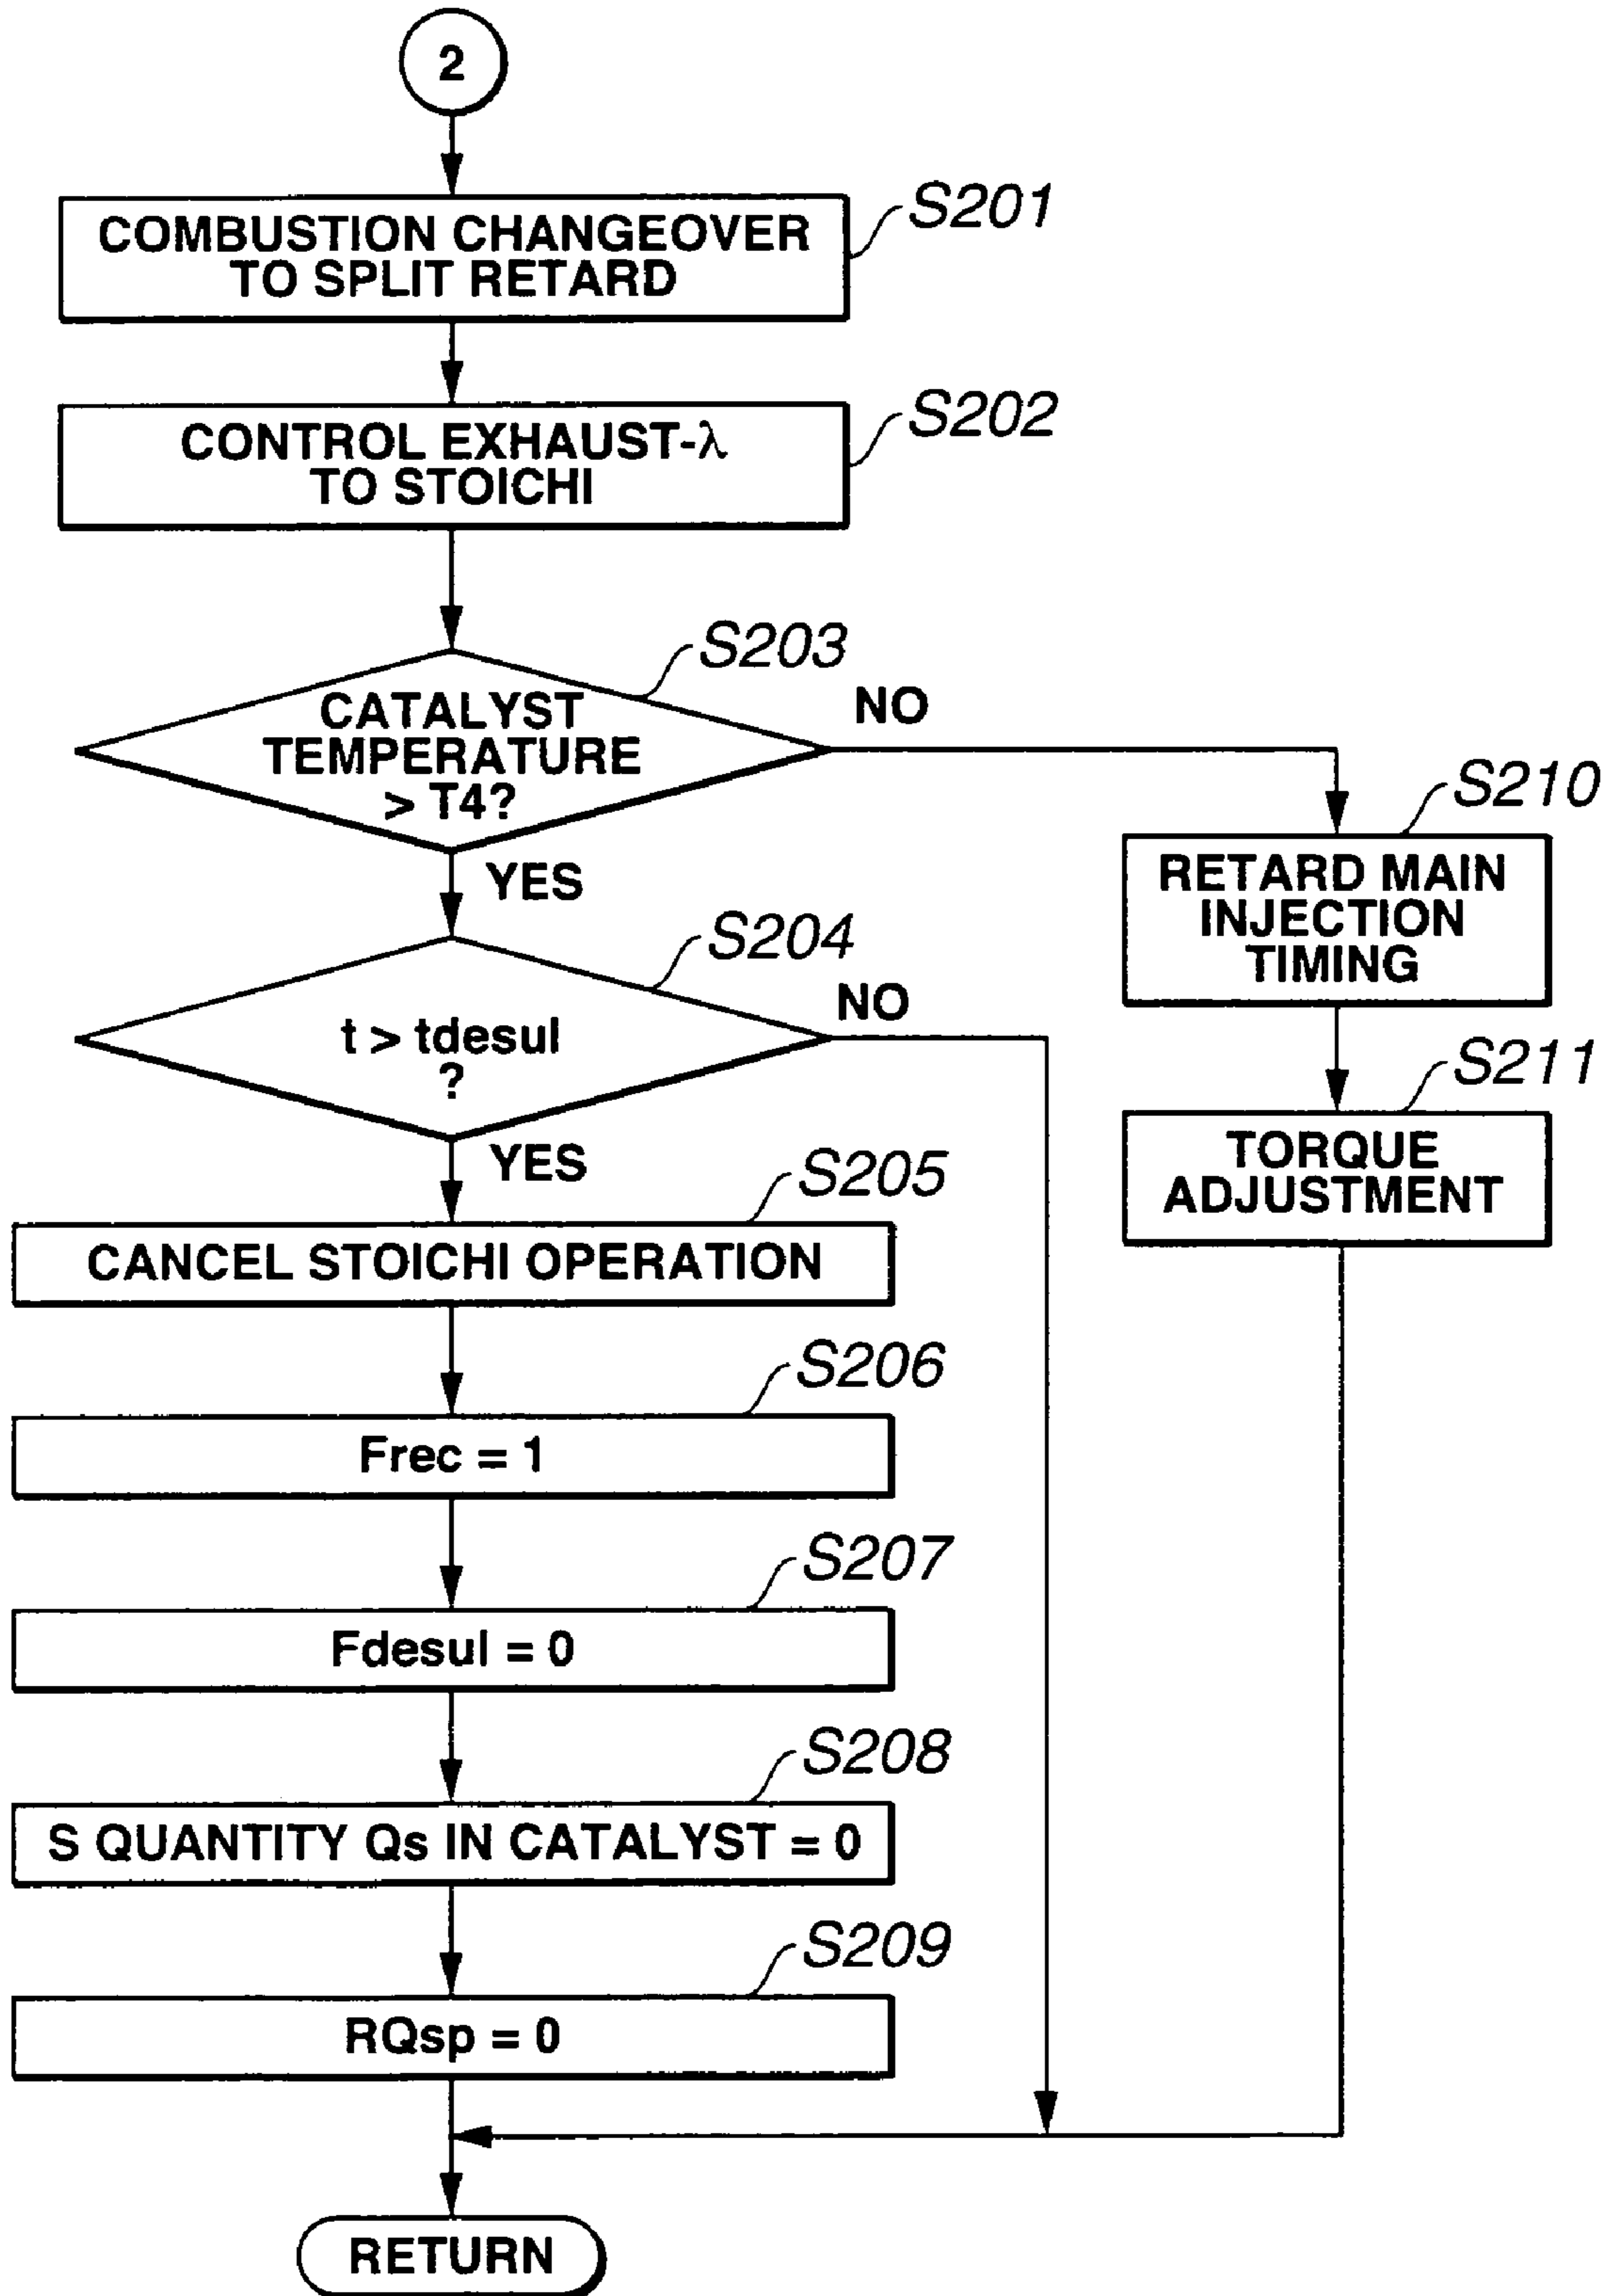 2
COMBUSTION CHANGEOVER
TO SPLIT RETARD
S201
CONTROL EXHAUST-λ
TO STOICHI
S202
CATALYST
TEMPERATURE
> T4?
S203
NO
YES
RETARD MAIN
INJECTION
TIMING
S210
t > tdesul
?
S204
NO
YES
TORQUE
ADJUSTMENT
S211
CANCEL STOICHI OPERATION
S205
Frec = 1
S206
Fdesul = 0
S207
S QUANTITY Qs IN CATALYST = 0
S208
RQsp = 0
S209
RETURN